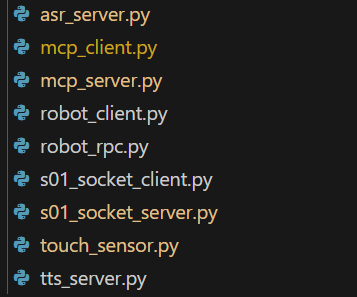 asr_server.py
mcp_client.py
mcp_server.py
robot_client.py
robot_rpc.py
s01_socket_client.py
s01_socket_server.py
touch_sensor.py
tts_server.py